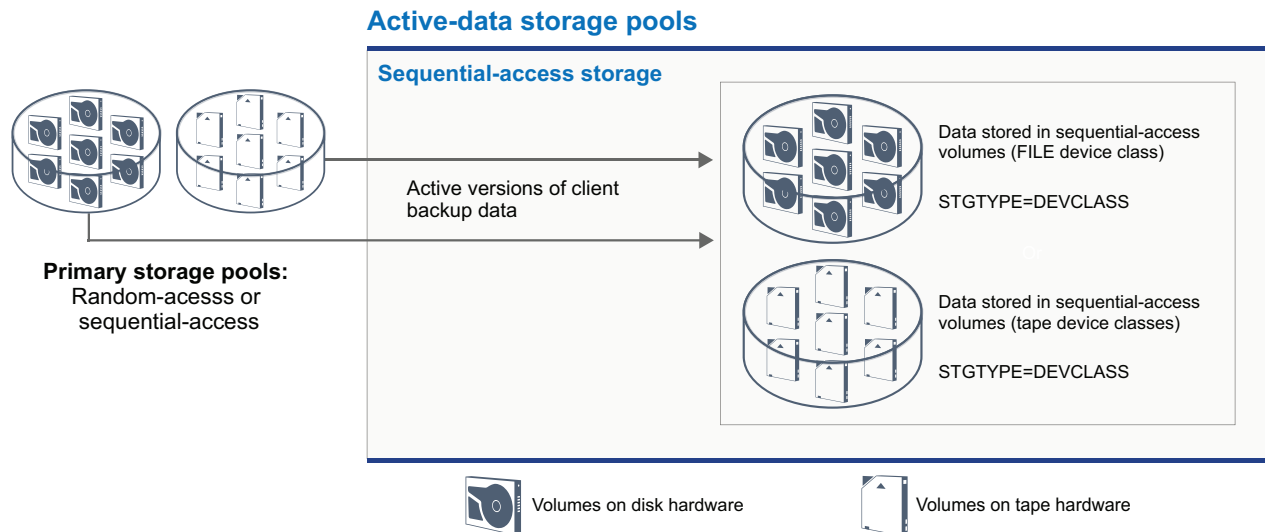 Active-data storage pools
Sequential-access storage
Data stored in sequential-access
volumes (FILE device class)
STGTYPE=DEVCLASS
Active versions of client
backup data
Primary storage pools:
Random-acesss or
sequential-access
Or
Data stored in sequential-access
volumes (tape device classes)
STGTYPE=DEVCLASS
Volumes on disk hardware
Volumes on tape hardware